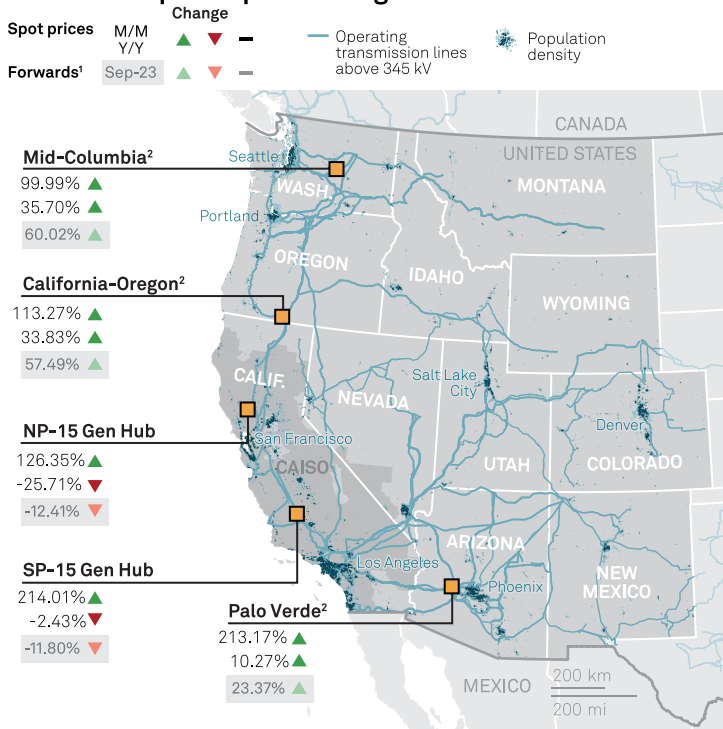 Change
Spot prices
M/M
Y/Y
Forwards¹
Sep-23
Operating
transmission lines
above 345 kV
Population
density
CANADA
UNITED STATES
Mid-Columbia²
99.99%
35.70%
60.02%
Seattle
WASH
MONTANA
Portland
OREGON
IDAHO
WYOMING
California-Oregon²
113.27%
33.83%
57.49%
CALIF.
NEVADA
Salt Lake
City
Denver
UTAH
COLORADO
NP-15 Gen Hub
126.35%
-25.71%
-12.41%
San Francisco
CAISO
SP-15 Gen Hub
214.01%
-2.43%
-11.80%
Los Angeles
ARIZONA
Phoenix
NEW
MEXICO
Palo Verde²
213.17%
10.27%
23.37%
MEXICO
200 km
200 mi